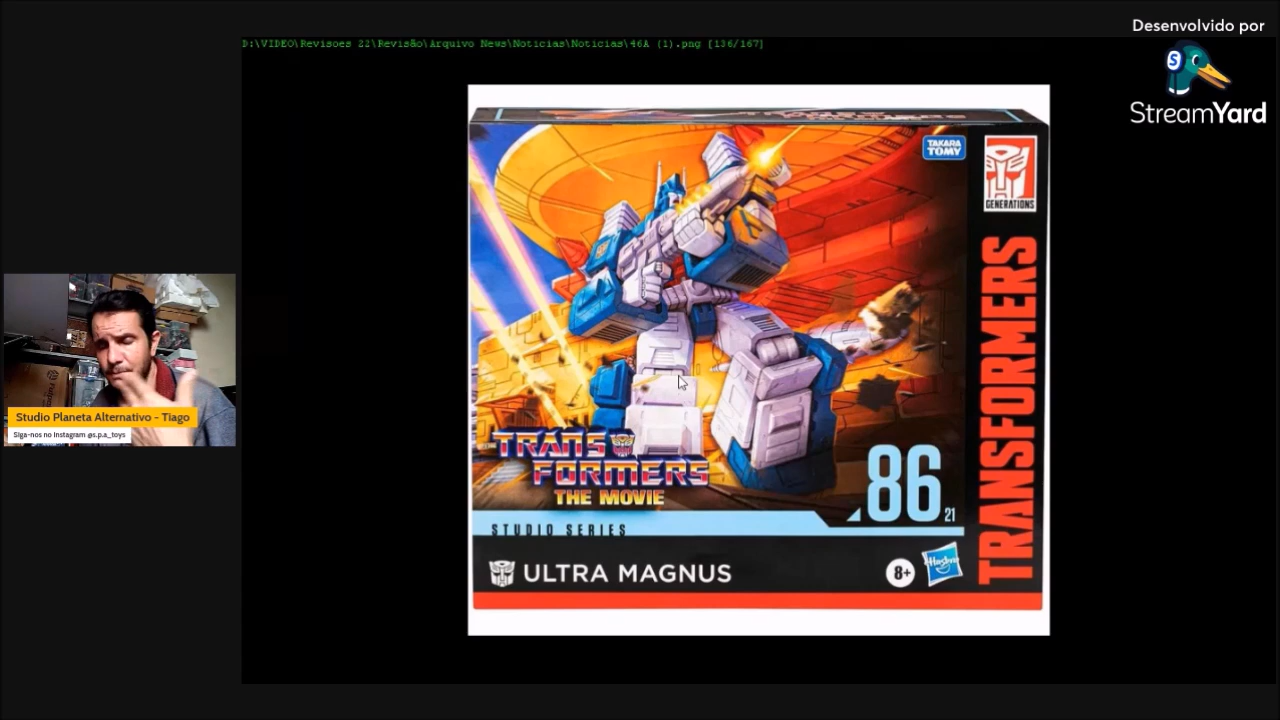 Desenvolvido por
StreamYard
D:\VIDEO\Revisoes 22\Revisão\Arquivo News\Noticias\Noticias\46A (1).png [136/167]
TAKARA
TOMY
GENERATIONS
TRANSFORMERS
TRANS
FORMERS
THE MOVIE
86
21
STUDIO SERIES
ULTRA MAGNUS
8+
Hasbro
Studio Planeta Alternativo - Tiago
Siga-nos no Instagram @s.p.a_toys